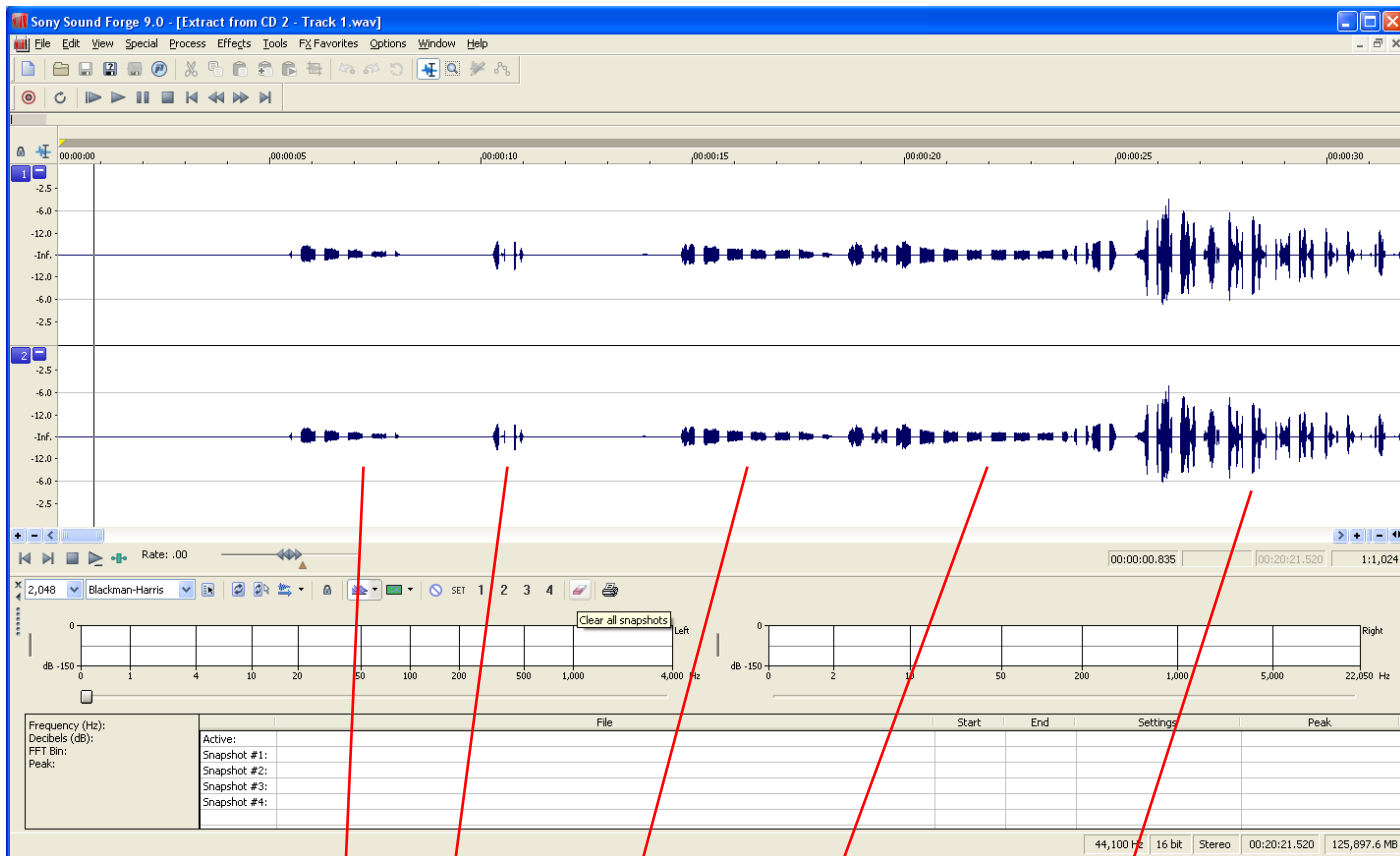 Sony Sound Forge 9.0 - [Extract from CD 2 - Track 1.wav]
File Edit View Special Process Effects Tools FX Favorites Options Window Help
00:00:00 00:00:05 00:00:10 00:00:15 00:00:20 00:00:25 00:00:30
1
-2.5
-6.0
-12.0
-Inf.
-12.0
-6.0
-2.5
2
-2.5
-6.0
-12.0
-Inf.
-12.0
-6.0
-2.5
Rate: .00
00:00:00.835 00:20:21.520 1:1,024
2,048 Blackman-Harris SET 1 2 3 4
Clear all snapshots
0 Left
dB -150
0 1 4 10 20 50 100 200 500 1,000 4,000 Hz
0 Right
dB -150
0 2 10 50 200 1,000 5,000 22,050 Hz
Frequency (Hz):
Decibels (dB):
FFT Bin:
Peak:
File Start End Settings Peak
Active:
Snapshot #1:
Snapshot #2:
Snapshot #3:
Snapshot #4:
44,100 Hz 16 bit Stereo 00:20:21.520 125,897.6 MB